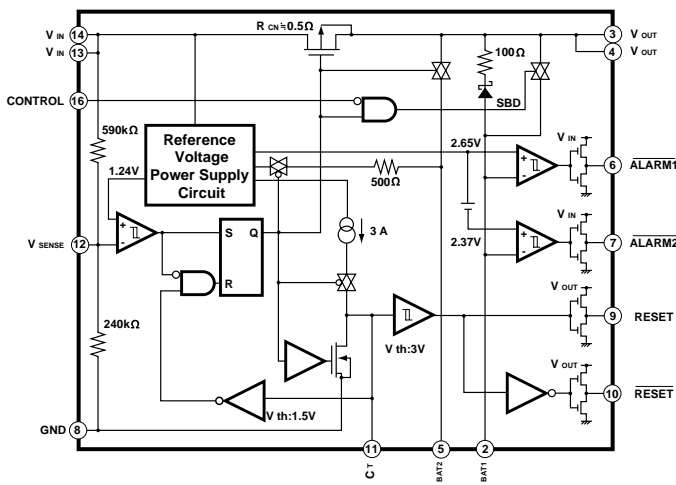 R CN≒0.5Ω
V IN 14
V IN 13
3 V OUT
4 V OUT
100Ω
CONTROL 16
SBD
590kΩ
Reference
Voltage
Power Supply
Circuit
1.24V
2.65V
V IN
500Ω
6 ALARM1
V SENSE 12
S Q
R
3 A
2.37V
V IN
7 ALARM2
240kΩ
V th:3V
V OUT
9 RESET
V OUT
10 RESET
V th:1.5V
GND 8
11 5 2
C T
BAT2
BAT1